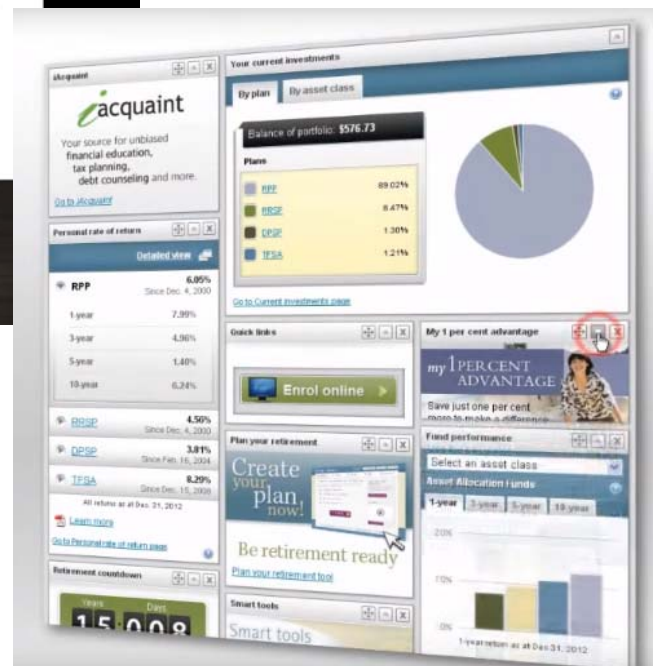 iAcquaint
iacquaint
Your source for unbiased
financial education,
tax planning,
debt counseling and more.
Go to iAcquaint
Your current investments
By plan
By asset class
Balance of portfolio: $576.73
Plans
RPP 89.02%
RRSP 8.47%
DPSP 1.30%
TFSA 1.21%
Go to Current investments page
Personal rate of return
Detailed view
RPP 6.05%
Since Dec. 4, 2000
1-year 7.99%
3-year 4.96%
5-year 1.40%
10-year 6.24%
RRSP 4.56%
Since Dec. 4, 2000
DPSP 3.81%
Since Feb. 16, 2004
TFSA 8.29%
Since Dec. 15, 2008
All returns as at Dec. 31, 2012
Learn more
Go to Personal rate of return page
Retirement countdown
Years Days
15 008
Quick links
Enrol online
Plan your retirement
Create
your
plan
now!
Be retirement ready
Plan your retirement tool
Smart tools
Smart tools
My 1 per cent advantage
my 1 PERCENT
ADVANTAGE
Save just one per cent
more to make a difference
Fund performance
Select an asset class
Asset Allocation Funds
1-year 3-year 5-year 10-year
20%
10%
0%
1-year return as at Dec 31, 2012